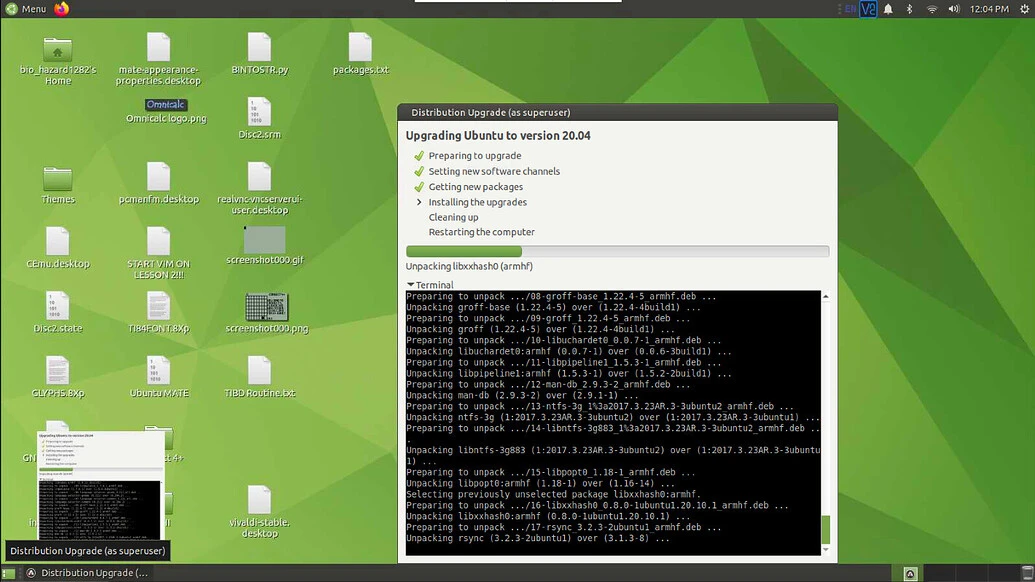 Menu
EN
12:04 PM
bio_hazard1282's
Home
mate-appearance-
properties.desktop
BINTOSTR.py
packages.txt
Omnicalc
Omnicalc logo.png
Disc2.srm
Themes
pcmanfm.desktop
realvnc-vncserverui-
user.desktop
CEmu.desktop
START VIM ON
LESSON 2!!!
screenshot000.gif
Disc2.state
TI84FONT.8Xp
screenshot000.png
GLYPHS.8Xp
Ubuntu MATE
TIBD Routine.txt
vivaldi-stable.
desktop
Distribution Upgrade (as superuser)
Upgrading Ubuntu to version 20.04
Preparing to upgrade
Setting new software channels
Getting new packages
Installing the upgrades
Cleaning up
Restarting the computer
Unpacking libxxhash0 (armhf)
Terminal
Preparing to unpack .../08-groff-base_1.22.4-5_armhf.deb ...
Unpacking groff-base (1.22.4-5) over (1.22.4-4build1) ...
Preparing to unpack .../09-groff_1.22.4-5_armhf.deb ...
Unpacking groff (1.22.4-5) over (1.22.4-4build1) ...
Preparing to unpack .../10-libuchardet0_0.0.7-1_armhf.deb ...
Unpacking libuchardet0:armhf (0.0.7-1) over (0.0.6-3build1) ...
Preparing to unpack .../11-libpipeline1_1.5.3-1_armhf.deb ...
Unpacking libpipeline1:armhf (1.5.3-1) over (1.5.2-2build1) ...
Preparing to unpack .../12-man-db_2.9.3-2_armhf.deb ...
Unpacking man-db (2.9.3-2) over (2.9.1-1) ...
Preparing to unpack .../13-ntfs-3g_1%3a2017.3.23AR.3-3ubuntu2_armhf.deb ...
Unpacking ntfs-3g (1:2017.3.23AR.3-3ubuntu2) over (1:2017.3.23AR.3-3ubuntu1) ...
Preparing to unpack .../14-libntfs-3g883_1%3a2017.3.23AR.3-3ubuntu2_armhf.deb ..
.
Unpacking libntfs-3g883 (1:2017.3.23AR.3-3ubuntu2) over (1:2017.3.23AR.3-3ubuntu
1) ...
Preparing to unpack .../15-libpopt0_1.18-1_armhf.deb ...
Unpacking libpopt0:armhf (1.18-1) over (1.16-14) ...
Selecting previously unselected package libxxhash0:armhf.
Preparing to unpack .../16-libxxhash0_0.8.0-1ubuntu1.20.10.1_armhf.deb ...
Unpacking libxxhash0:armhf (0.8.0-1ubuntu1.20.10.1) ...
Preparing to unpack .../17-rsync_3.2.3-2ubuntu1_armhf.deb ...
Unpacking rsync (3.2.3-2ubuntu1) over (3.1.3-8) ...
Upgrading Ubuntu to version 20.04
Distribution Upgrade (as superuser)
Distribution Upgrade (...